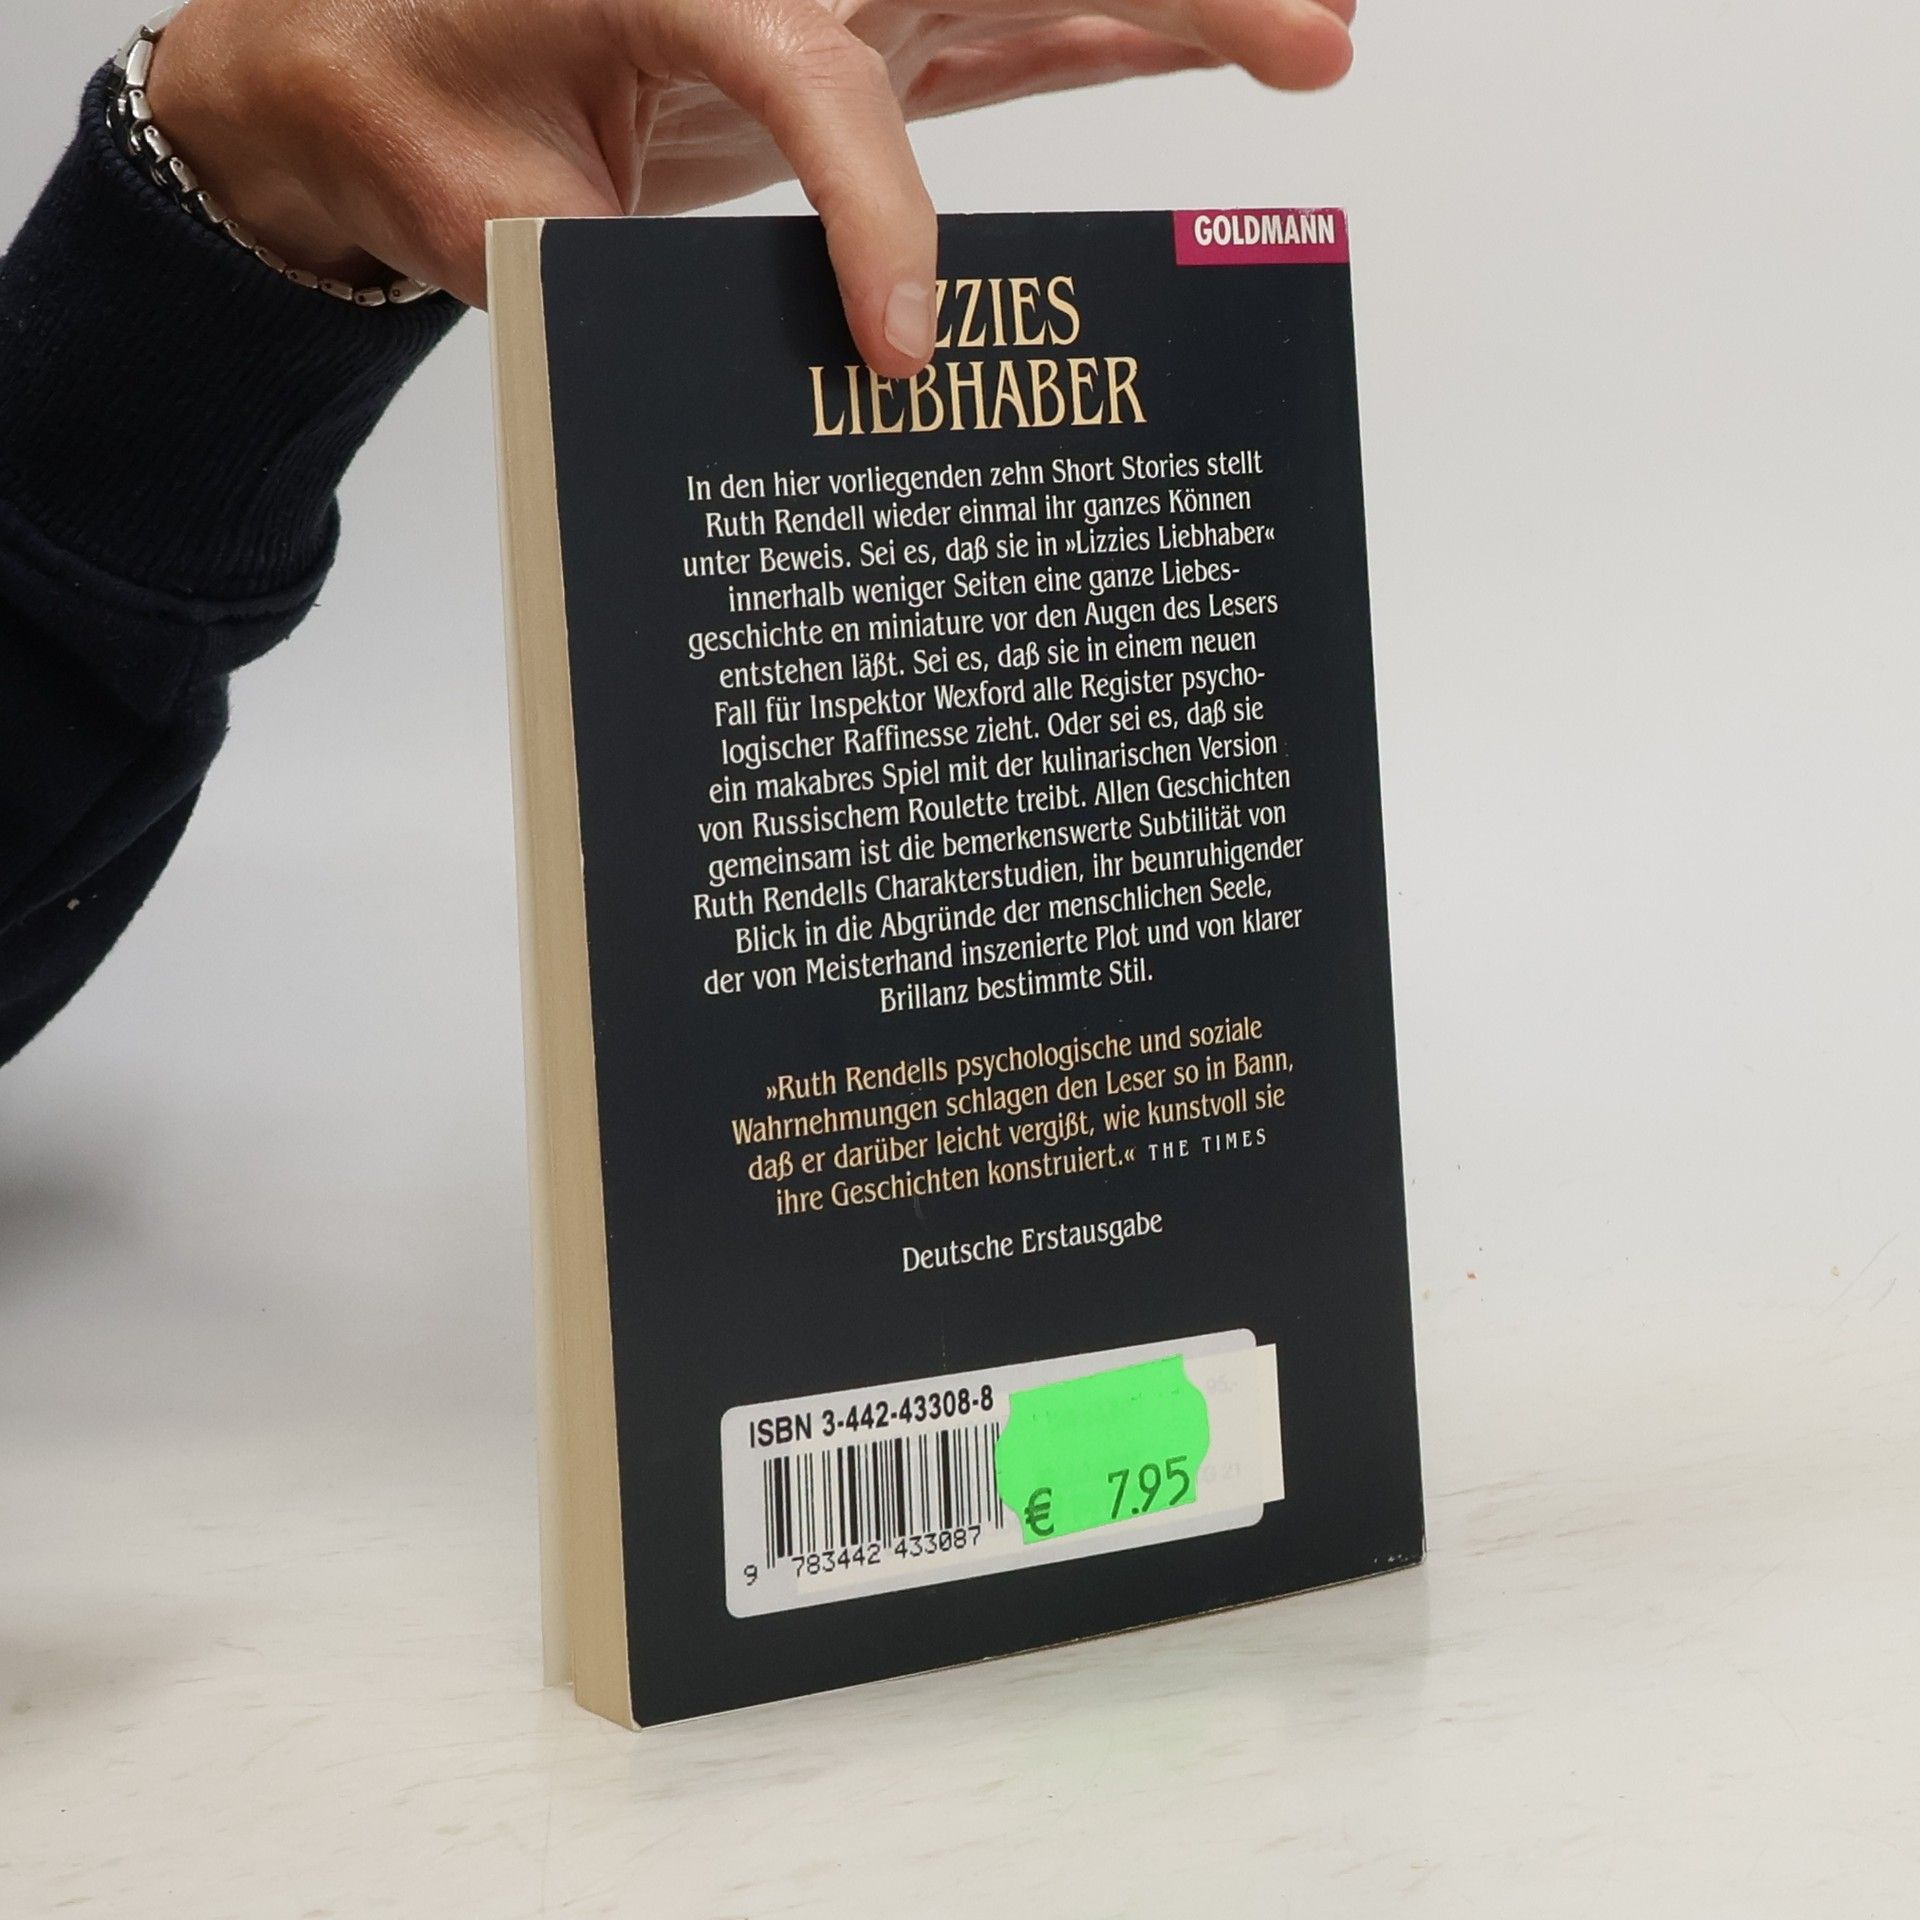 GOLDMANN
ZZIES
LIEBHABER
In den hier vorliegenden zehn Short Stories stellt
Ruth Rendell wieder einmal ihr ganzes Können
unter Beweis. Sei es, daß sie in »Lizzies Liebhaber«
innerhalb weniger Seiten eine ganze Liebes-
geschichte en miniature vor den Augen des Lesers
entstehen läßt. Sei es, daß sie in einem neuen
Fall für Inspektor Wexford alle Register psycho-
logischer Raffinesse zieht. Oder sei es, daß sie
ein makabres Spiel mit der kulinarischen Version
von Russischem Roulette treibt. Allen Geschichten
gemeinsam ist die bemerkenswerte Subtilität von
Ruth Rendells Charakterstudien, ihr beunruhigender
Blick in die Abgründe der menschlichen Seele,
der von Meisterhand inszenierte Plot und von klarer
Brillanz bestimmte Stil.
»Ruth Rendells psychologische und soziale
Wahrnehmungen schlagen den Leser so in Bann,
daß er darüber leicht vergißt, wie kunstvoll sie
ihre Geschichten konstruiert.« THE TIMES
Deutsche Erstausgabe
ISBN 3-442-43308-8
€ 7.95
9 783442 433087